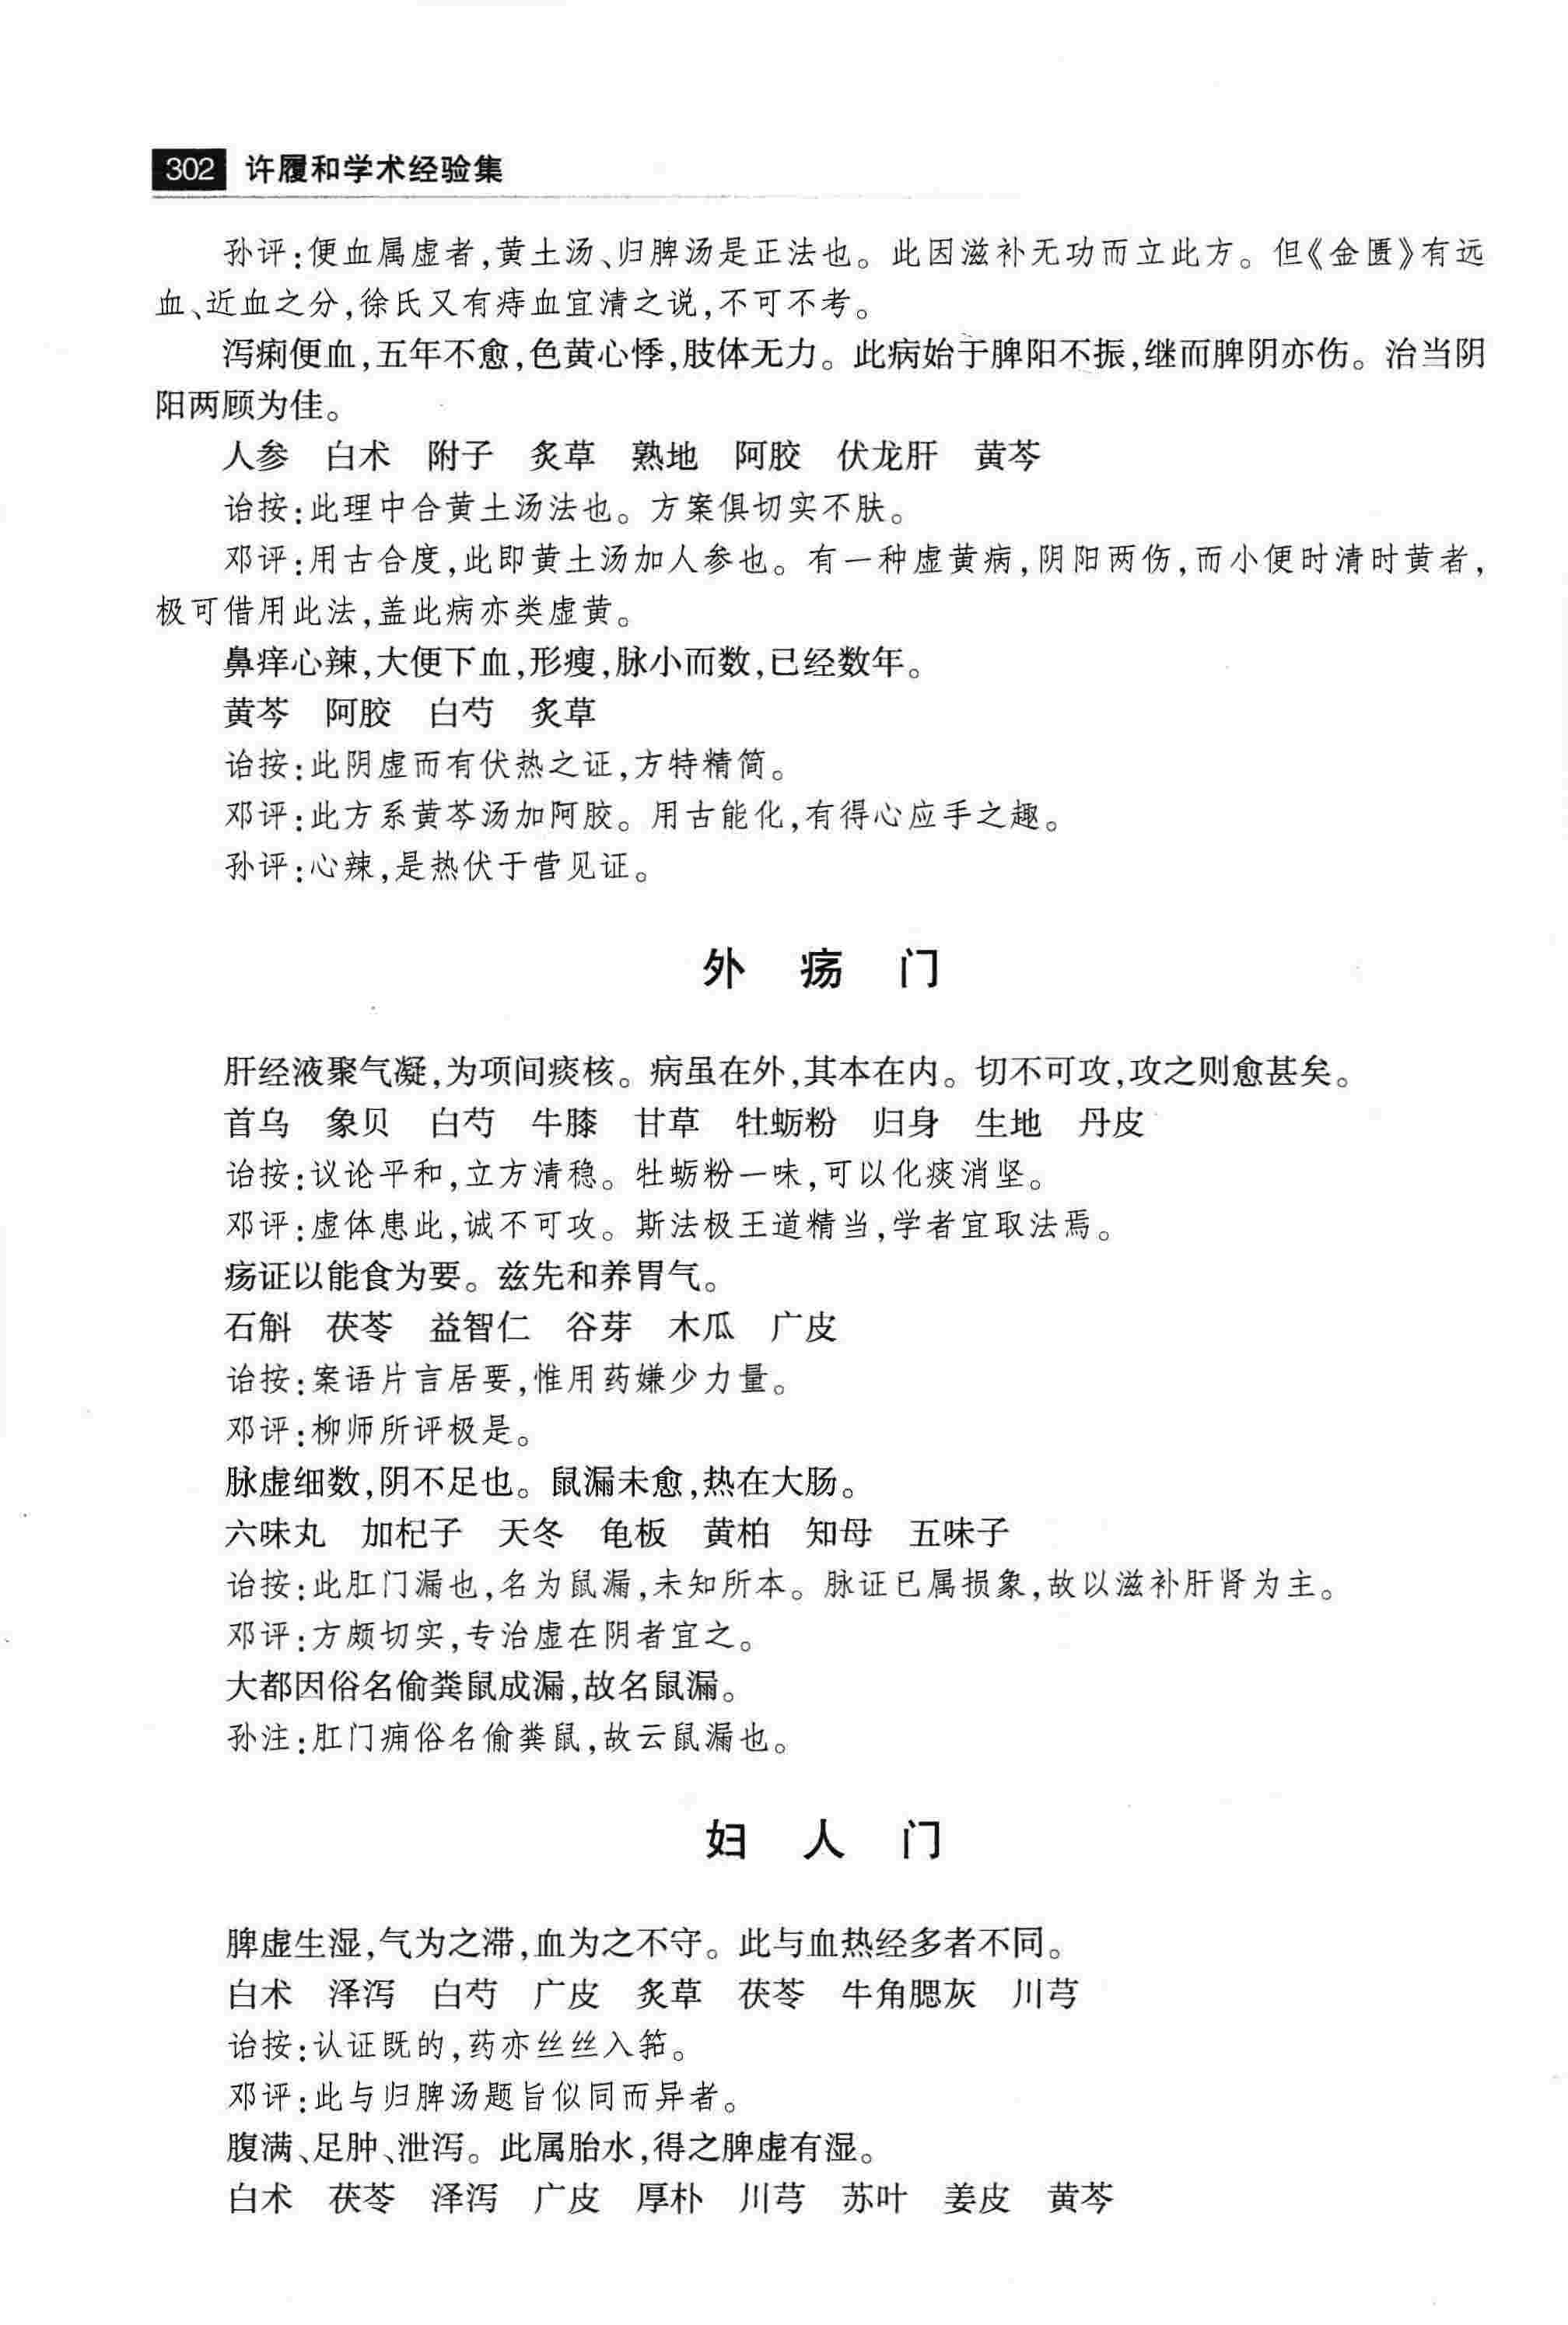 302 许履和学术经验集
孙评:便血属虚者,黄土汤、归脾汤是正法也。此因滋补无功而立此方。但《金匮》有远
血、近血之分,徐氏又有痔血宜清之说,不可不考。
泻痢便血,五年不愈,色黄心悸,肢体无力。此病始于脾阳不振,继而脾阴亦伤。治当阴
阳两顾为佳。
人参 白术 附子 炙草 熟地 阿胶 伏龙肝 黄芩
诒按:此理中合黄土汤法也。方案俱切实不肤。
邓评:用古合度,此即黄土汤加人参也。有一种虚黄病,阴阳两伤,而小便时清时黄者,
极可借用此法,盖此病亦类虚黄。
鼻痒心辣,大便下血,形瘦,脉小而数,已经数年。
黄芩 阿胶 白芍 炙草
诒按:此阴虚而有伏热之证,方特精简。
邓评:此方系黄芩汤加阿胶。用古能化,有得心应手之趣。
孙评:心辣,是热伏于营见证。
外疡门
肝经液聚气凝,为项间痰核。病虽在外,其本在内。切不可攻,攻之则愈甚矣。
首乌 象贝 白芍 牛膝 甘草 牡蛎粉 归身 生地 丹皮
诒按:议论平和,立方清稳。牡蛎粉一味,可以化痰消坚。
邓评:虚体患此,诚不可攻。斯法极王道精当,学者宜取法焉。
疡证以能食为要。兹先和养胃气。
石斛 茯苓 益智仁 谷芽 木瓜 广皮
诒按:案语片言居要,惟用药嫌少力量。
邓评:柳师所评极是。
脉虚细数,阴不足也。鼠漏未愈,热在大肠。
六味丸 加杞子 天冬 龟板 黄柏 知母 五味子
诒按:此肛门漏也,名为鼠漏,未知所本。脉证已属损象,故以滋补肝肾为主。
邓评:方颇切实,专治虚在阴者宜之。
大都因俗名偷粪鼠成漏,故名鼠漏。
孙注:肛门痈俗名偷粪鼠,故云鼠漏也。
妇人门
脾虚生湿,气为之滞,血为之不守。此与血热经多者不同。
白术 泽泻 白芍 广皮 炙草 茯苓 牛角腮灰 川芎
诒按:认证既的,药亦丝丝入筘。
邓评:此与归脾汤题旨似同而异者。
腹满、足肿、泄泻。此属胎水,得之脾虚有湿。
白术 茯苓 泽泻 广皮 厚朴 川芎 苏叶 姜皮 黄芩